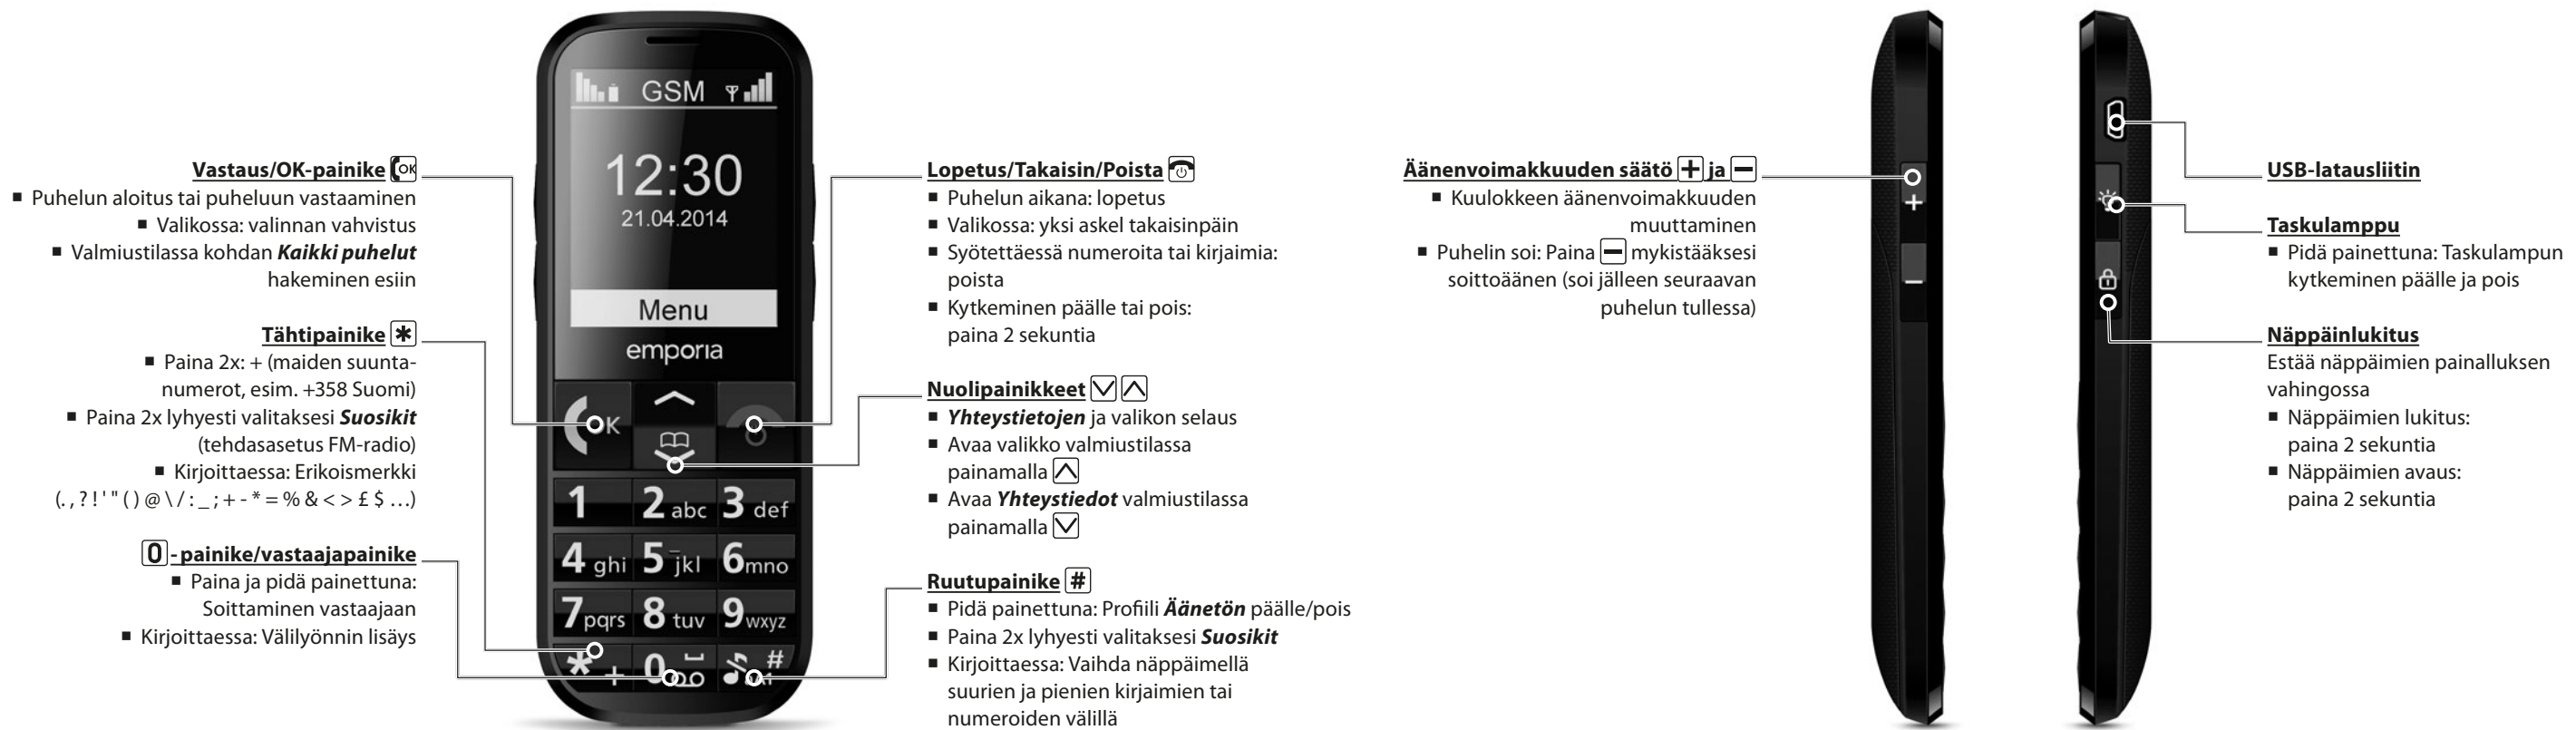 Vastaus/OK-painike OK
▪ Puhelun aloitus tai puheluun vastaaminen
▪ Valikossa: valinnan vahvistus
▪ Valmiustilassa kohdan Kaikki puhelut
hakeminen esiin
Tähtipainike *
▪ Paina 2x: + (maiden suunta-
numerot, esim. +358 Suomi)
▪ Paina 2x lyhyesti valitaksesi Suosikit
(tehdasasetus FM-radio)
▪ Kirjoittaessa: Erikoismerkki
(. , ? ! ' " ( ) @ \ / : _ ; + - * = % & < > £ $ …)
0-painike/vastaajapainike
▪ Paina ja pidä painettuna:
Soittaminen vastaajaan
▪ Kirjoittaessa: Välilyönnin lisäys
GSM
12:30
21.04.2014
Menu
emporia
OK
1 2 abc 3 def
4 ghi 5 jkl 6 mno
7 pqrs 8 tuv 9 wxyz
* + 0 #
Lopetus/Takaisin/Poista
▪ Puhelun aikana: lopetus
▪ Valikossa: yksi askel takaisinpäin
▪ Syötettäessä numeroita tai kirjaimia:
poista
▪ Kytkeminen päälle tai pois:
paina 2 sekuntia
Nuolipainikkeet
▪ Yhteystietojen ja valikon selaus
▪ Avaa valikko valmiustilassa
painamalla
▪ Avaa Yhteystiedot valmiustilassa
painamalla
Ruutupainike #
▪ Pidä painettuna: Profiili Äänetön päälle/pois
▪ Paina 2x lyhyesti valitaksesi Suosikit
▪ Kirjoittaessa: Vaihda näppäimellä
suurien ja pienien kirjaimien tai
numeroiden välillä
Äänenvoimakkuuden säätö + ja −
▪ Kuulokkeen äänenvoimakkuuden
muuttaminen
▪ Puhelin soi: Paina − mykistääksesi
soittoäänen (soi jälleen seuraavan
puhelun tullessa)
+
−
USB-latausliitin
Taskulamppu
▪ Pidä painettuna: Taskulampun
kytkeminen päälle ja pois
Näppäinlukitus
Estää näppäimien painalluksen
vahingossa
▪ Näppäimien lukitus:
paina 2 sekuntia
▪ Näppäimien avaus:
paina 2 sekuntia